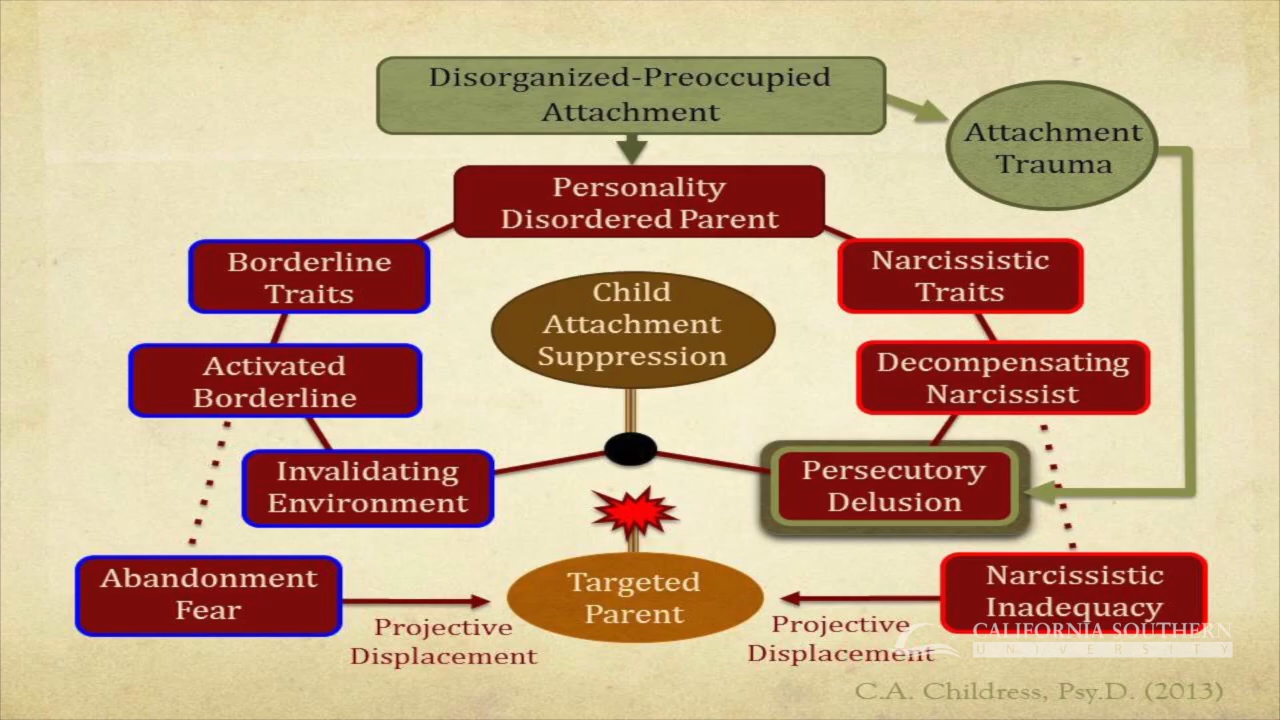 Disorganized-Preoccupied
Attachment
Attachment
Trauma
Personality
Disordered Parent
Borderline
Traits
Narcissistic
Traits
Child
Attachment
Suppression
Activated
Borderline
Decompensating
Narcissist
Invalidating
Environment
Persecutory
Delusion
Abandonment
Fear
Targeted
Parent
Narcissistic
Inadequacy
Projective
Displacement
Projective
Displacement
CALIFORNIA SOUTHERN
UNIVERSITY
C.A. Childress, Psy.D. (2013)